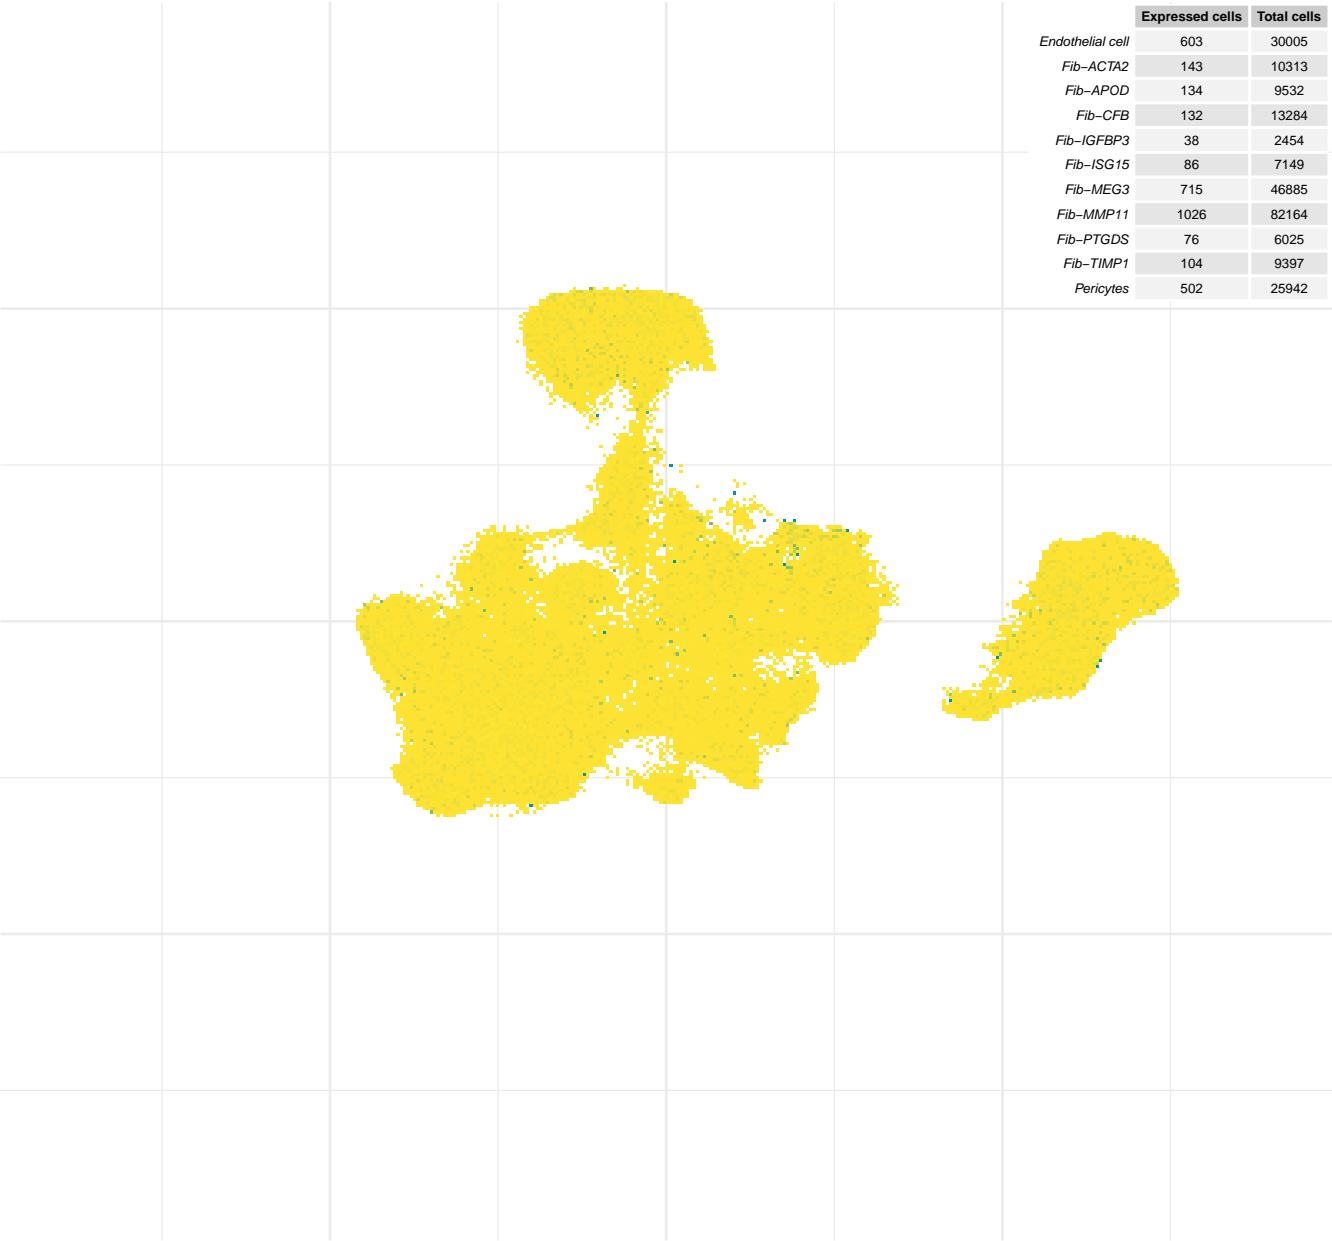 Expressed cells Total cells
Endothelial cell 603 30005
Fib−ACTA2 143 10313
Fib−APOD 134 9532
Fib−CFB 132 13284
Fib−IGFBP3 38 2454
Fib−ISG15 86 7149
Fib−MEG3 715 46885
Fib−MMP11 1026 82164
Fib−PTGDS 76 6025
Fib−TIMP1 104 9397
Pericytes 502 25942